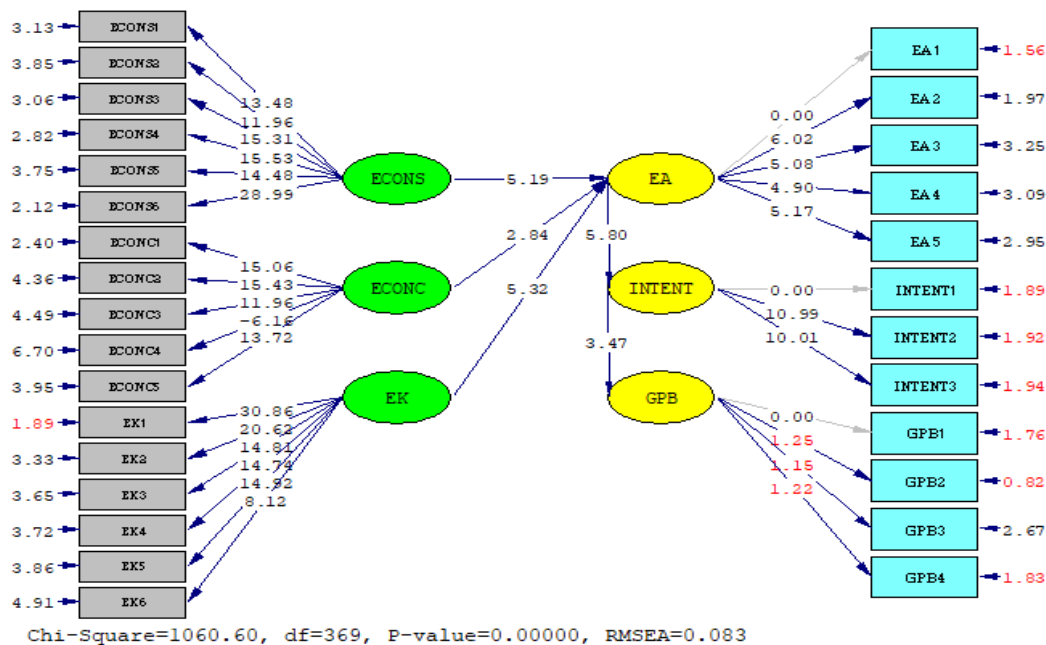 3.13 ECONS1
3.85 ECONS2
3.06 ECONS3
2.82 ECONS4
3.75 ECONS5
2.12 ECONS6
2.40 ECONC1
4.36 ECONC2
4.49 ECONC3
6.70 ECONC4
3.95 ECONC5
1.89 EK1
3.33 EK2
3.65 EK3
3.72 EK4
3.86 EK5
4.91 EK6
13.48
11.96
15.31
15.53
14.48
28.99
15.06
15.43
11.96
-6.16
13.72
30.86
20.62
14.81
14.74
14.92
8.12
ECONS
ECONC
EK
5.19
2.84
5.32
EA
5.80
INTENT
3.47
GPB
0.00
6.02
5.08
4.90
5.17
0.00
10.99
10.01
0.00
1.25
1.15
1.22
EA1 1.56
EA2 1.97
EA3 3.25
EA4 3.09
EA5 2.95
INTENT1 1.89
INTENT2 1.92
INTENT3 1.94
GPB1 1.76
GPB2 0.82
GPB3 2.67
GPB4 1.83
Chi-Square=1060.60, df=369, P-value=0.00000, RMSEA=0.083